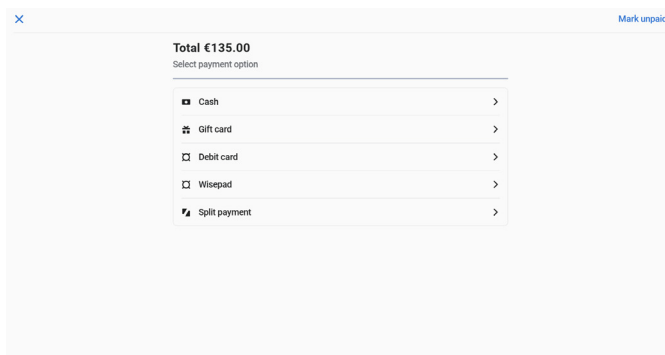 Mark unpaid
Total €135.00
Select payment option
Cash
Gift card
Debit card
Wisepad
Split payment